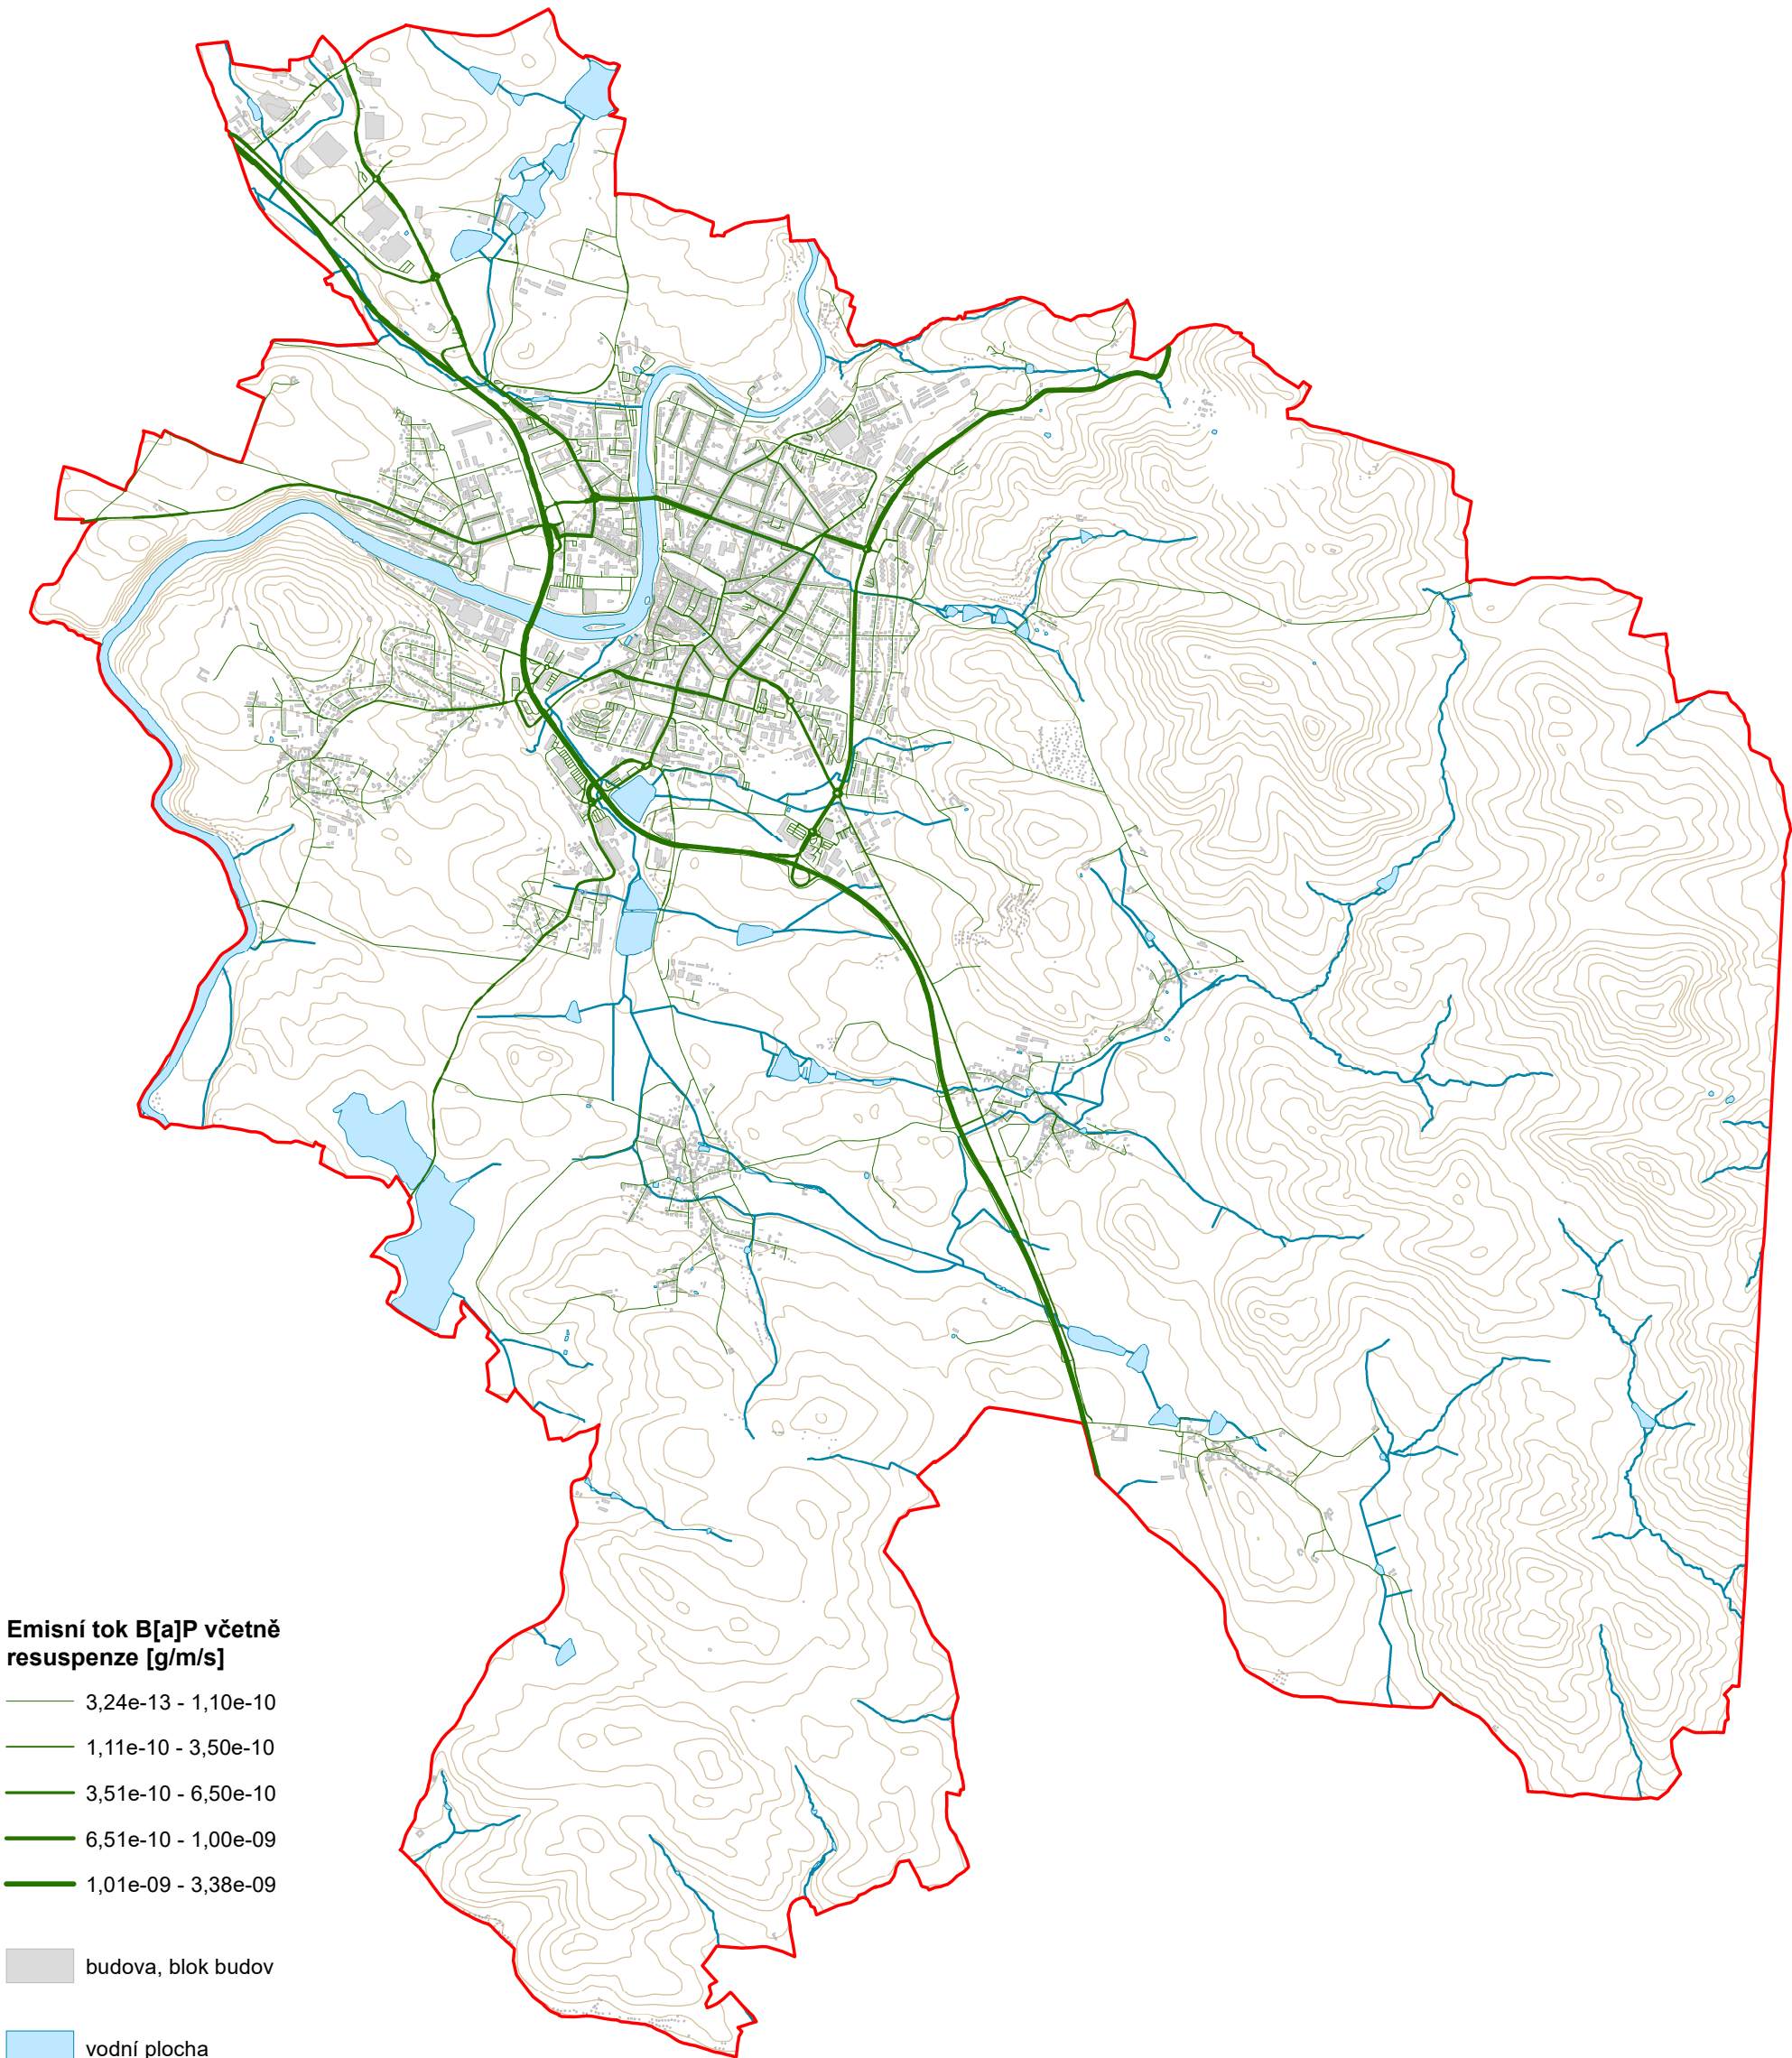 Emisní tok B[a]P včetně
resuspenze [g/m/s]
3,24e-13 - 1,10e-10
1,11e-10 - 3,50e-10
3,51e-10 - 6,50e-10
6,51e-10 - 1,00e-09
1,01e-09 - 3,38e-09
budova, blok budov
vodní plocha